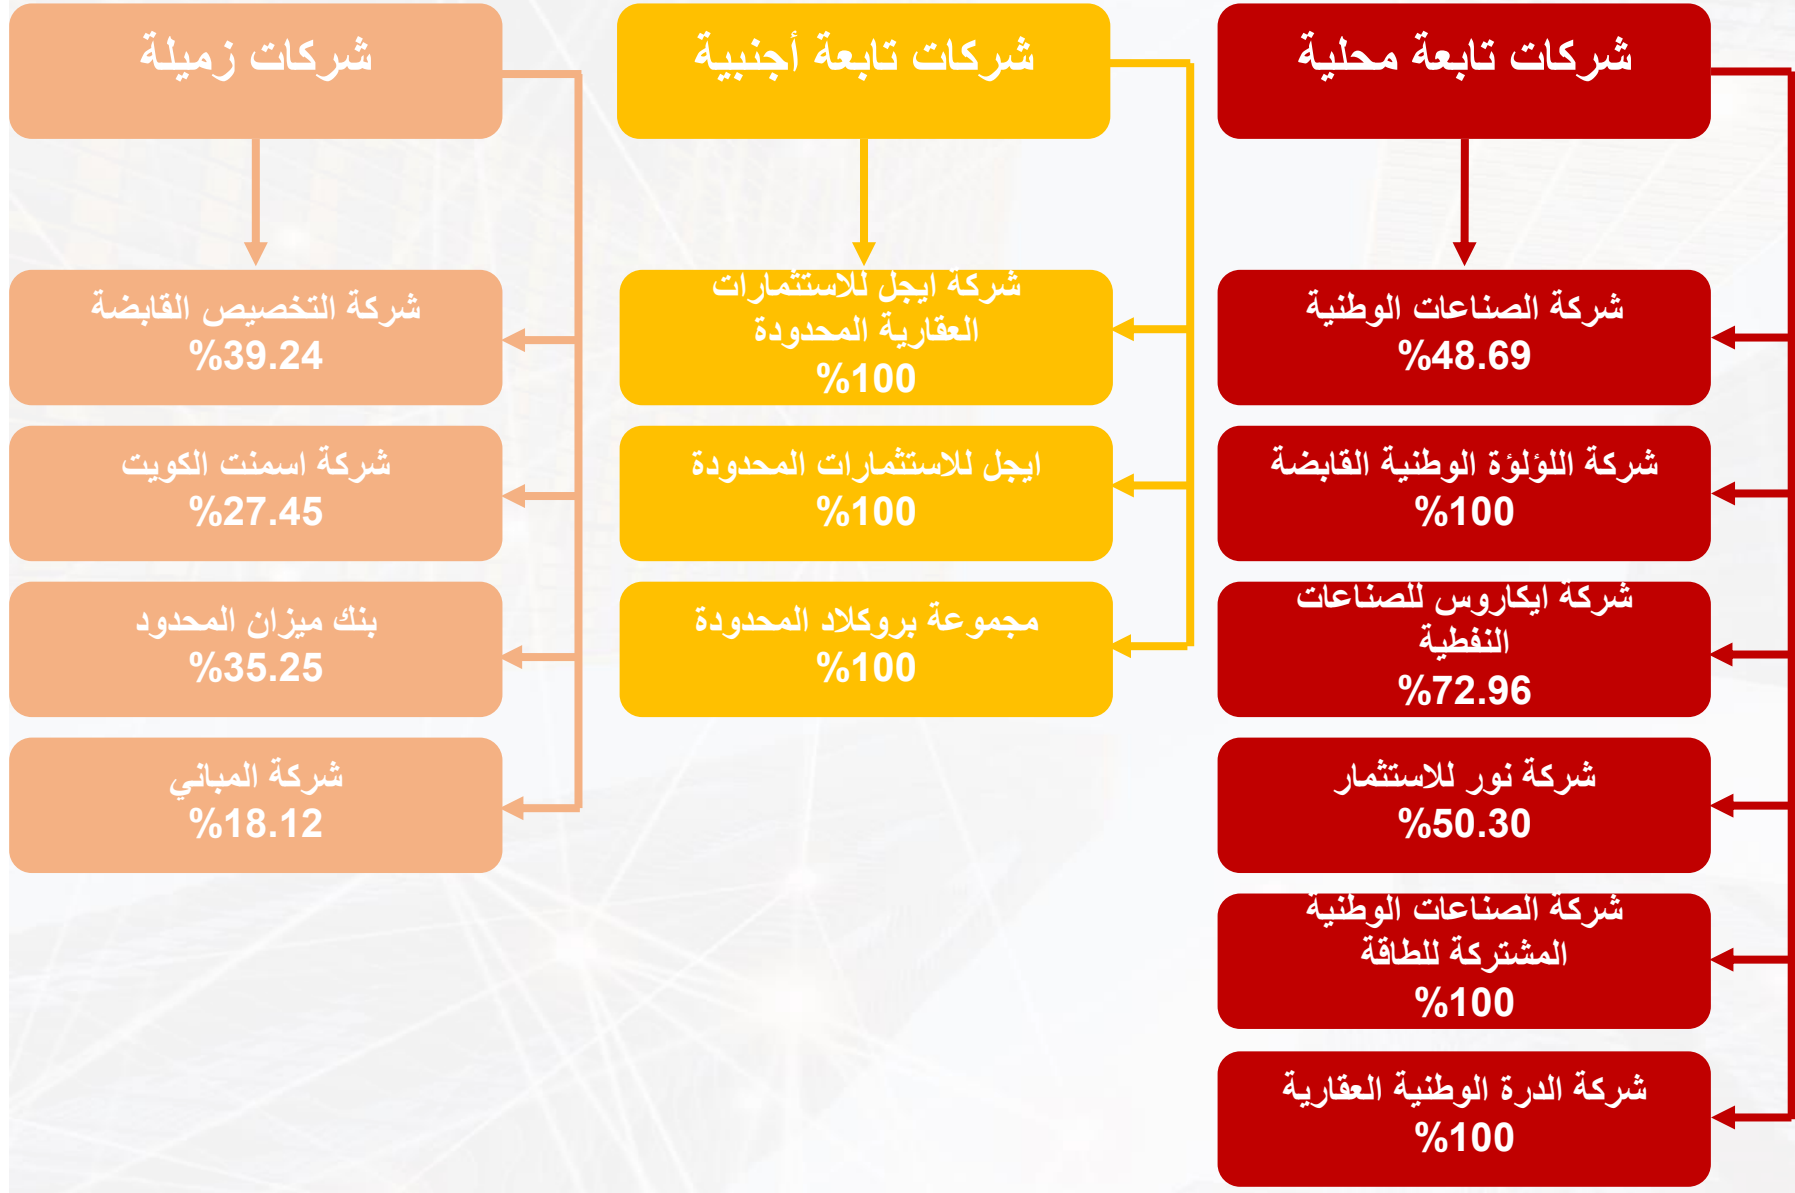 شركات تابعة محلية
شركة الصناعات الوطنية
%48.69
شركة اللؤلؤة الوطنية القابضة
%100
شركة ايكاروس للصناعات
النفطية
%72.96
شركة نور للاستثمار
%50.30
شركة الصناعات الوطنية
المشتركة للطاقة
%100
شركة الدرة الوطنية العقارية
%100
شركات تابعة أجنبية
شركة ايجل للاستثمارات
العقارية المحدودة
%100
ايجل للاستثمارات المحدودة
%100
مجموعة بروكلاد المحدودة
%100
شركات زميلة
شركة التخصيص القابضة
%39.24
شركة اسمنت الكويت
%27.45
بنك ميزان المحدود
%35.25
شركة المباني
%18.12